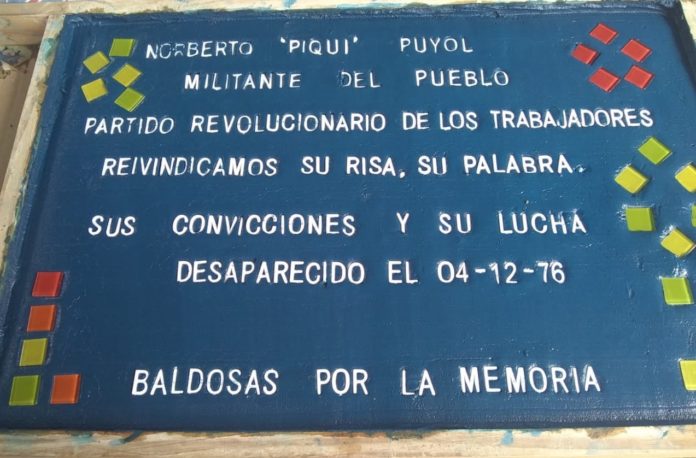 NORBERTO "PIQUI" PUYOL
MILITANTE DEL PUEBLO
PARTIDO REVOLUCIONARIO DE LOS TRABAJADORES
REIVINDICAMOS SU RISA, SU PALABRA.
SUS CONVICCIONES Y SU LUCHA
DESAPARECIDO EL 04-12-76
BALDOSAS POR LA MEMORIA